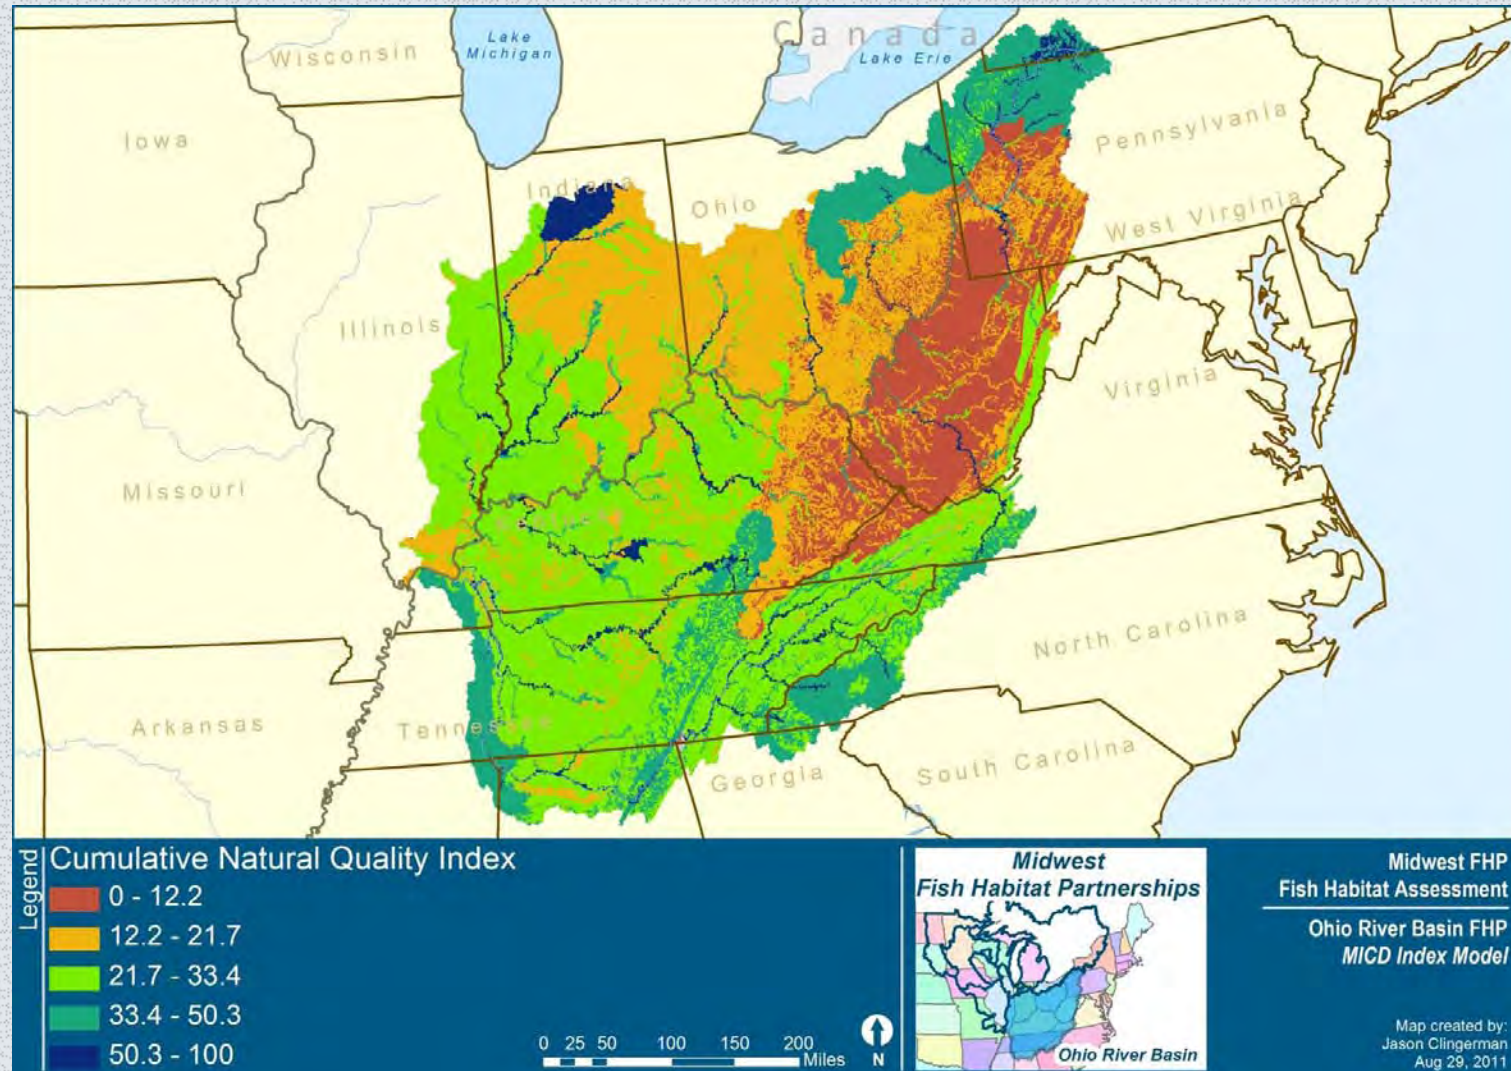 Canada
Lake
Michigan
Lake Erie
Wisconsin
Iowa
Pennsylvania
Indiana
Ohio
West Virginia
Illinois
Virginia
Missouri
Kentucky
North Carolina
Arkansas
Tennessee
Georgia
South Carolina
Legend
Cumulative Natural Quality Index
0 - 12.2
12.2 - 21.7
21.7 - 33.4
33.4 - 50.3
50.3 - 100
0 25 50 100 150 200
Miles
N
Midwest
Fish Habitat Partnerships
Ohio River Basin
Midwest FHP
Fish Habitat Assessment
Ohio River Basin FHP
MICD Index Model
Map created by:
Jason Clingerman
Aug 29, 2011